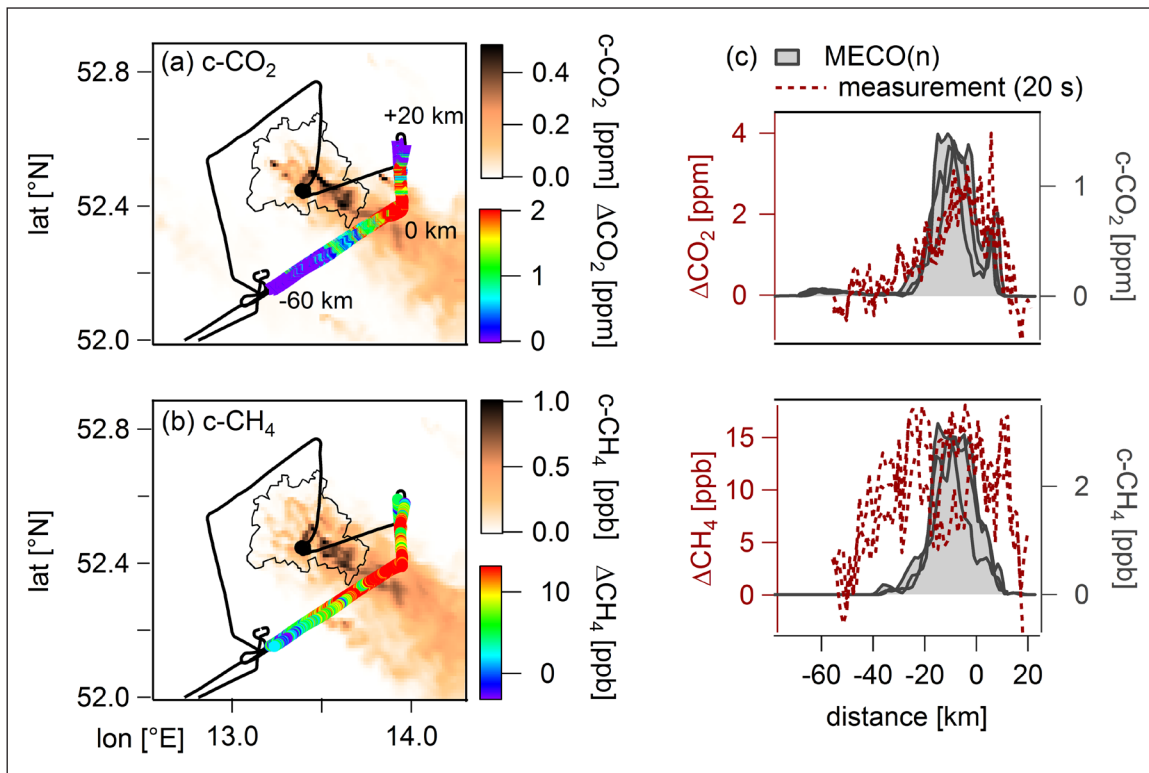 (a) c-CO₂
52.8
52.4
52.0
lat [°N]
+20 km
0 km
-60 km
0.4
0.2
0.0
c-CO₂ [ppm]
2
1
0
ΔCO₂ [ppm]
(b) c-CH₄
52.8
52.4
52.0
lat [°N]
1.0
0.5
0.0
c-CH₄ [ppb]
10
0
ΔCH₄ [ppb]
lon [°E]
13.0
14.0
(c)
MECO(n)
measurement (20 s)
4
2
0
ΔCO₂ [ppm]
1
0
c-CO₂ [ppm]
15
10
5
0
ΔCH₄ [ppb]
2
0
c-CH₄ [ppb]
-60 -40 -20 0 20
distance [km]